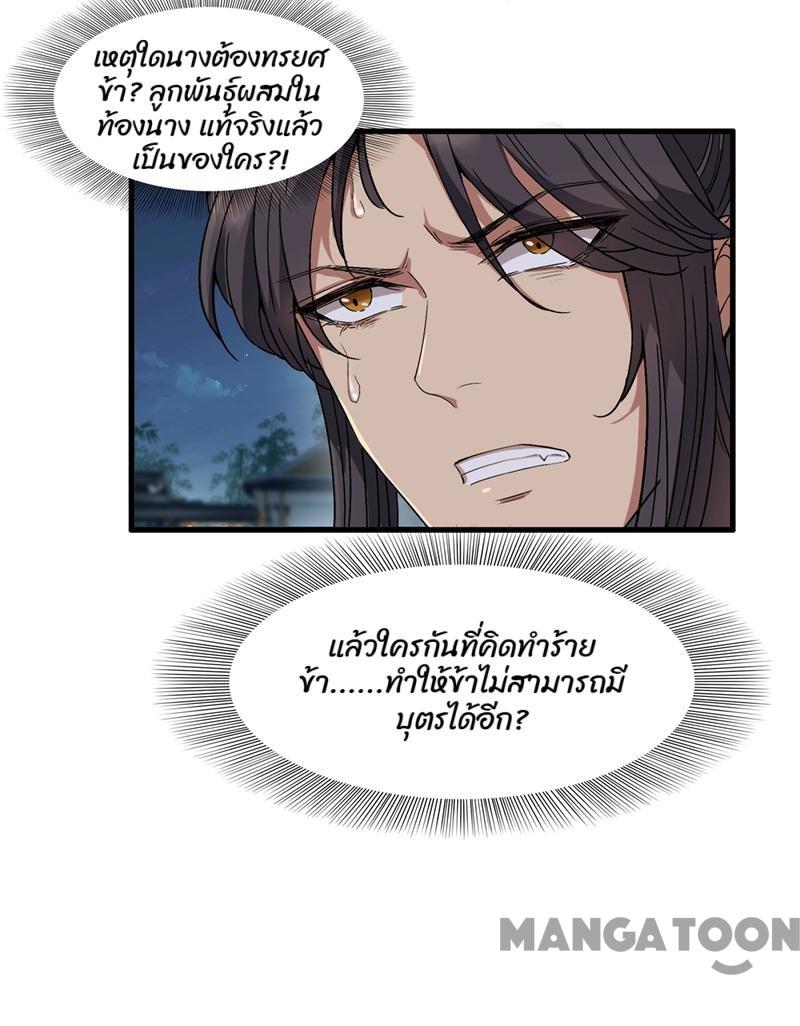 เหตุใดนางต้องทรยศ
ข้า? ลูกพันธุ์ผสมใน
ท้องนาง แท้จริงแล้ว
เป็นของใคร?!
แล้วใครกันที่คิดทำร้าย
ข้า......ทำให้ข้าไม่สามารถมี
บุตรได้อีก?
MANGATOON